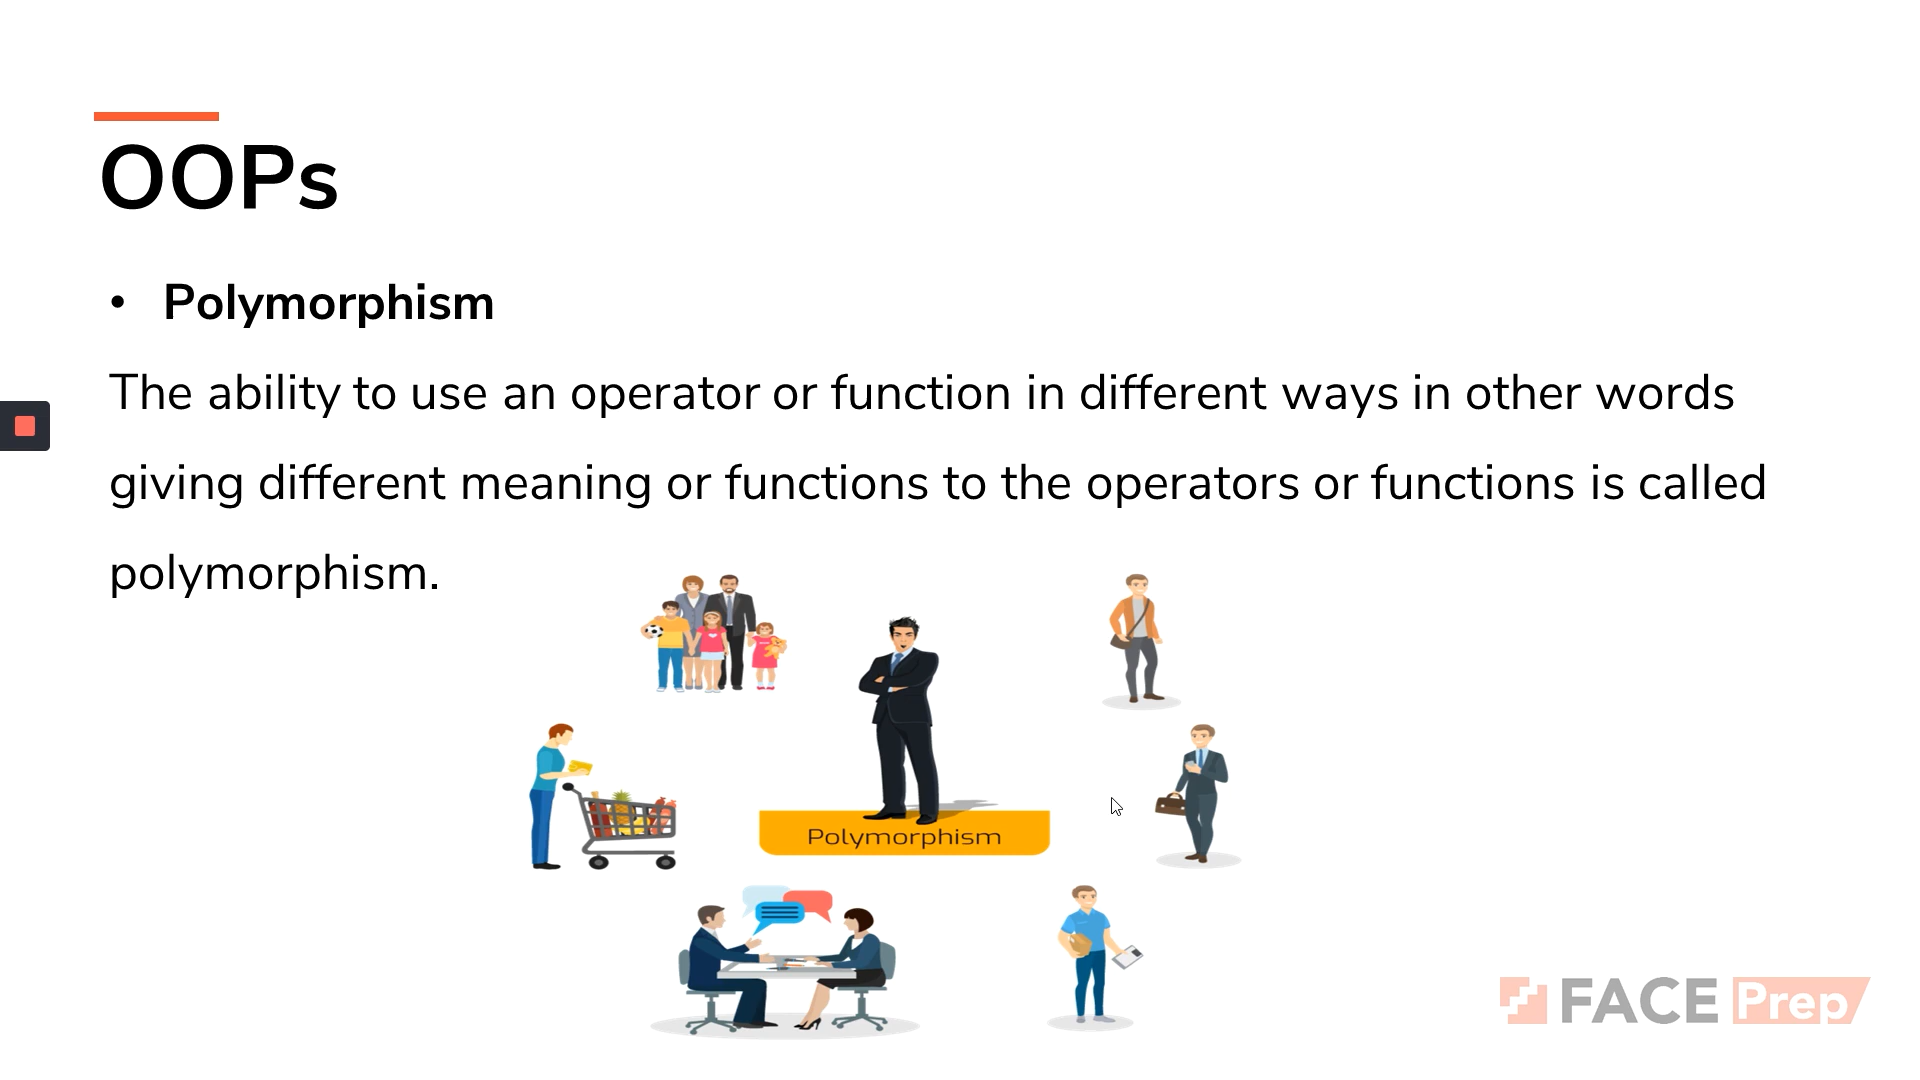 OOPs
• Polymorphism
The ability to use an operator or function in different ways in other words
giving different meaning or functions to the operators or functions is called
polymorphism.
Polymorphism
FACE Prep